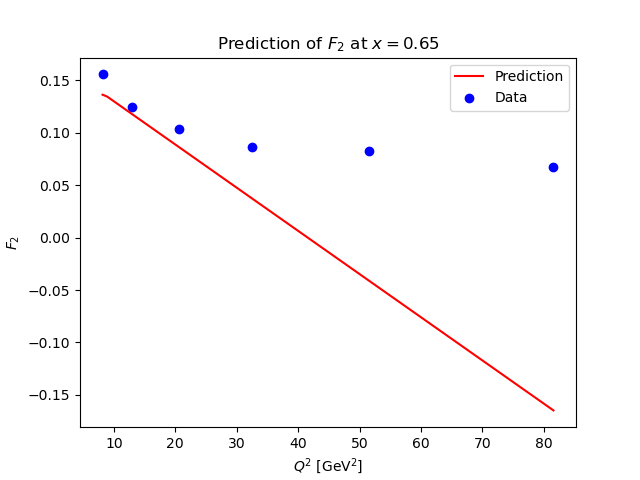 Prediction of $F_2$ at $x = 0.65$
Prediction
Data
0.15
0.10
0.05
0.00
−0.05
−0.10
−0.15
$F_2$
10 20 30 40 50 60 70 80
$Q^2$ [GeV$^2$]